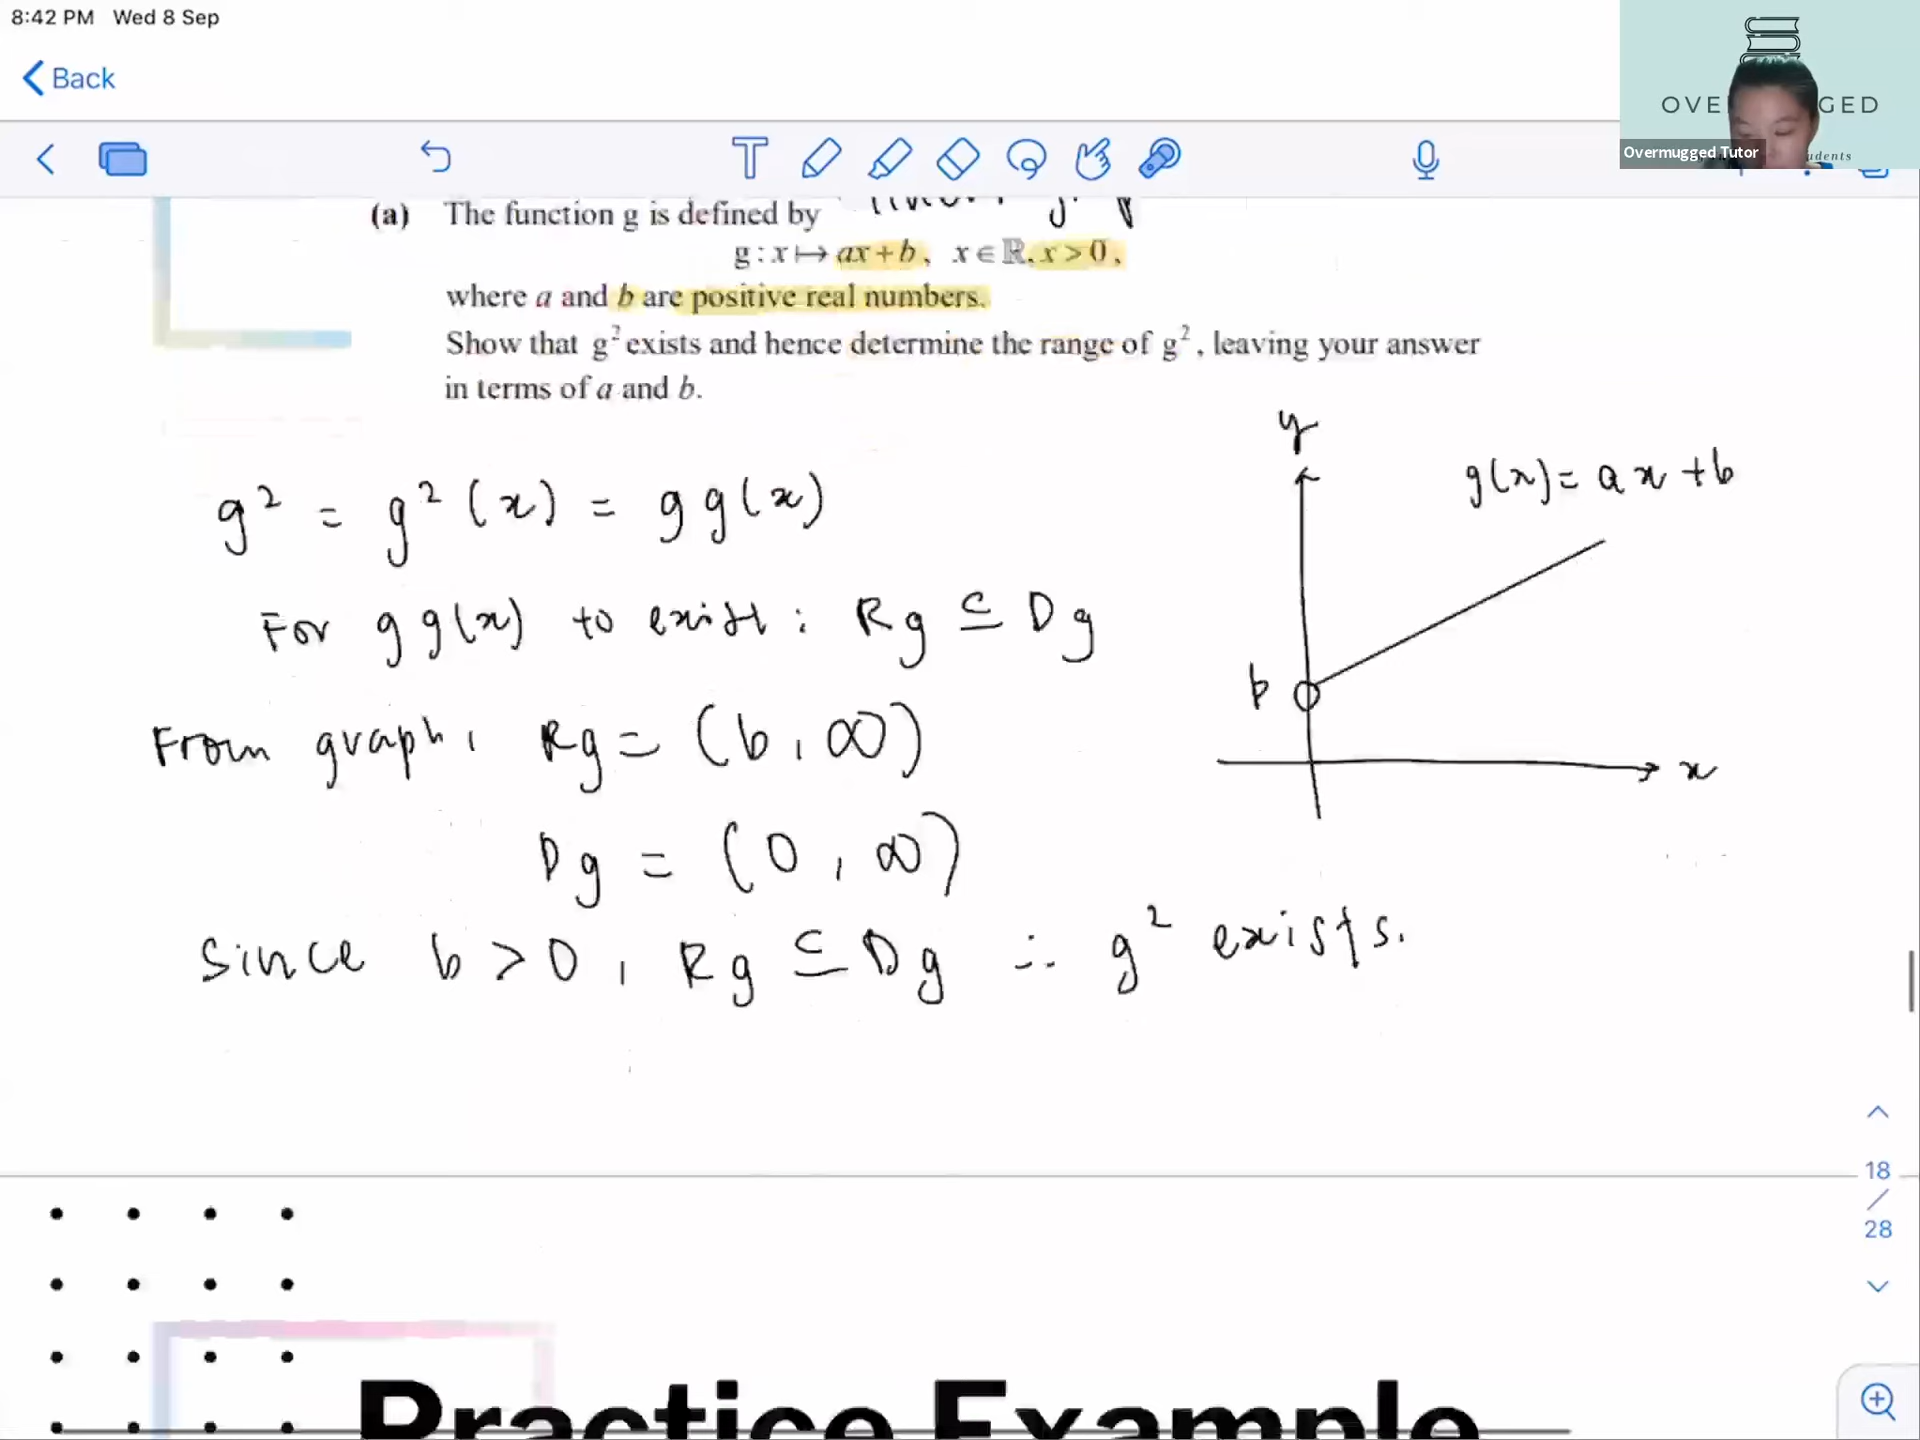 8:42 PM Wed 8 Sep
Back
Overmugged Tutor
(a) The function g is defined by
g : x ↦ ax + b, x ∈ ℝ, x > 0,
where a and b are positive real numbers.
Show that g² exists and hence determine the range of g², leaving your answer
in terms of a and b.
g² = g²(x) = gg(x)
For gg(x) to exist : Rg ⊆ Dg
From graph, Rg = (b, ∞)
Dg = (0, ∞)
Since b > 0, Rg ⊆ Dg ∴ g² exists.
y
g(x) = ax + b
b
x
18
/
28
Practice Example